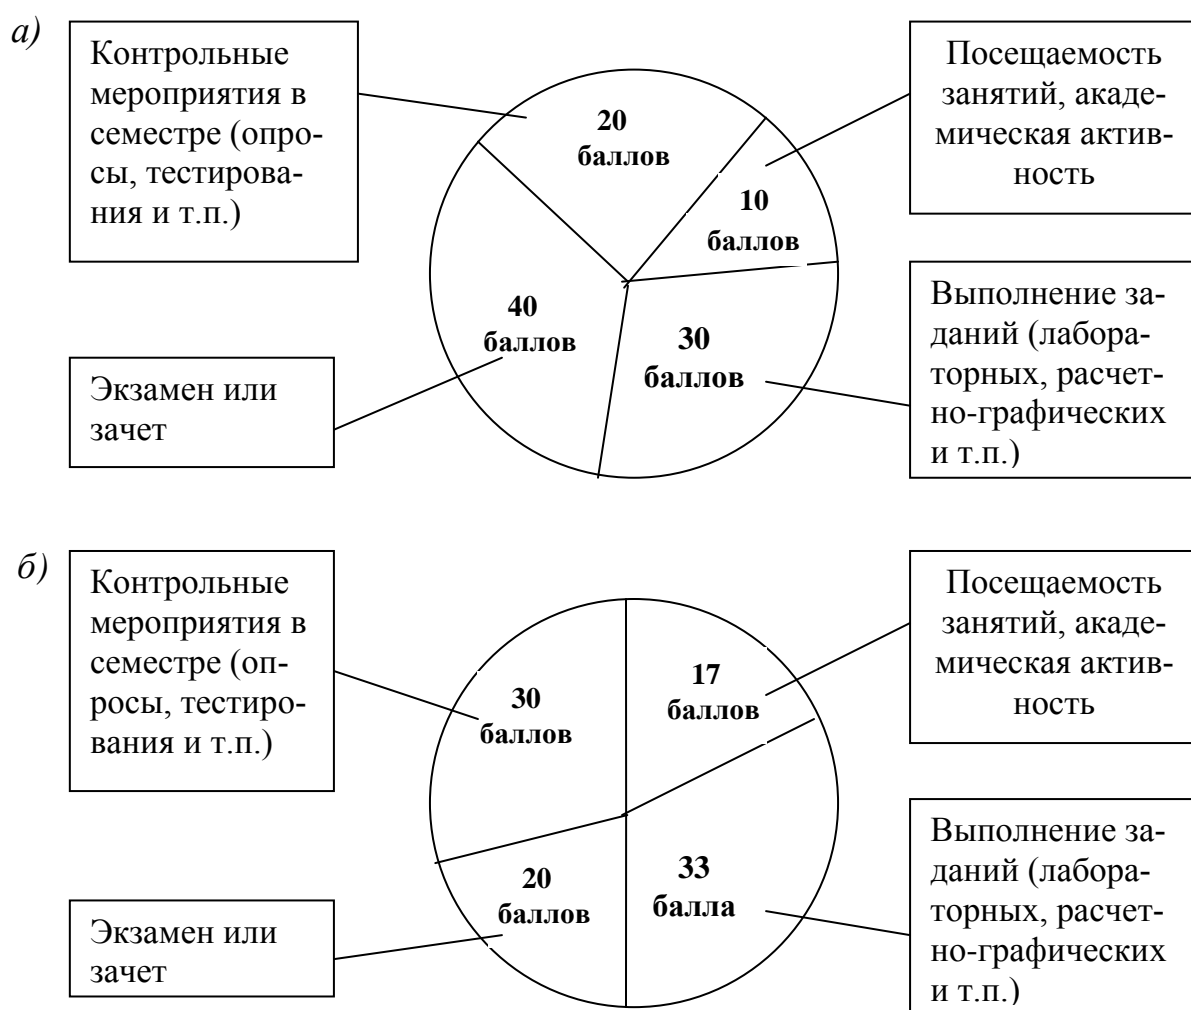 а)
Контрольные
мероприятия в
семестре (опро-
сы, тестирова-
ния и т.п.)
20
баллов
Посещаемость
занятий, акаде-
мическая актив-
ность
10
баллов
40
баллов
30
баллов
Экзамен или
зачет
Выполнение за-
даний (лабора-
торных, расчет-
но-графических
и т.п.)
б)
Контрольные
мероприятия в
семестре (оп-
росы, тестиро-
вания и т.п.)
30
баллов
17
баллов
Посещаемость
занятий, акаде-
мическая актив-
ность
20
баллов
33
балла
Экзамен или
зачет
Выполнение за-
даний (лабора-
торных, расчет-
но-графических
и т.п.)